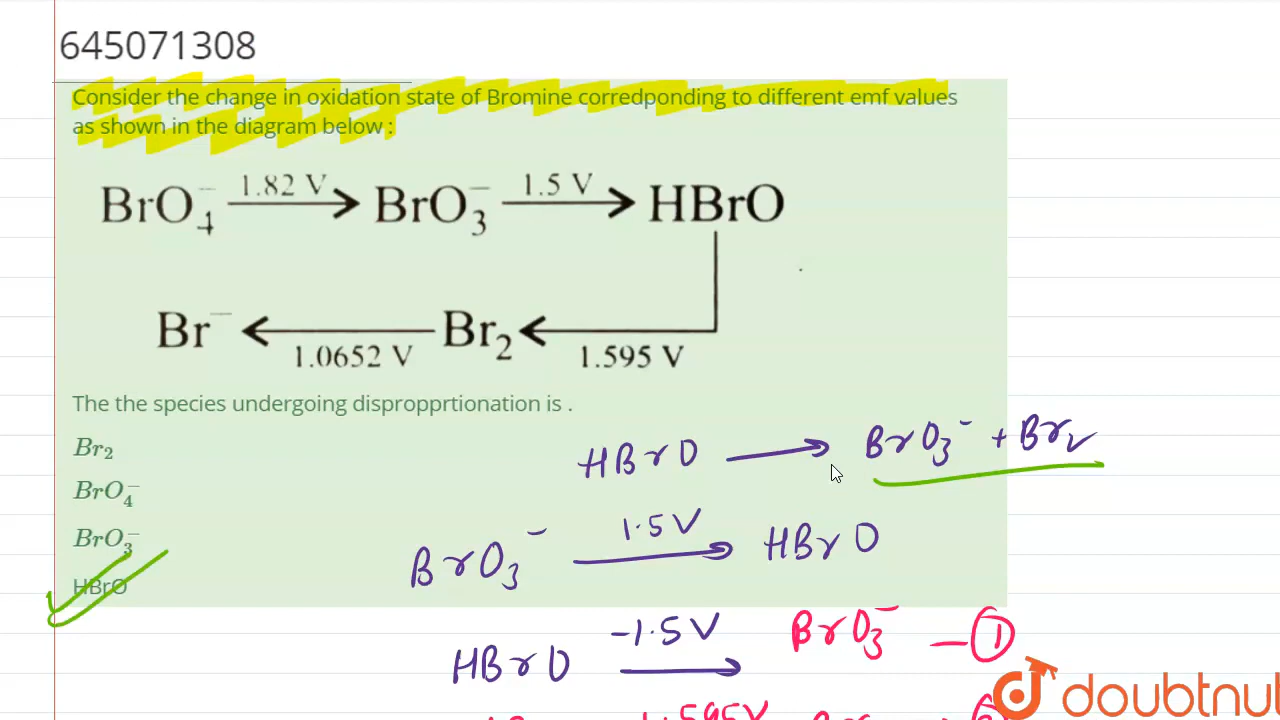 645071308
Consider the change in oxidation state of Bromine corredponding to different emf values
as shown in the diagram below :
BrO₄⁻ 1.82 V BrO₃⁻ 1.5 V HBrO
Br⁻ 1.0652 V Br₂ 1.595 V
The the species undergoing dispropprtionation is .
Br₂
BrO₄⁻
BrO₃⁻
HBrO
HBrO → BrO₃⁻ + Br₂
BrO₃⁻ 1.5V → HBrO
HBrO -1.5V → BrO₃⁻ — ①
1.595V
doubtnut